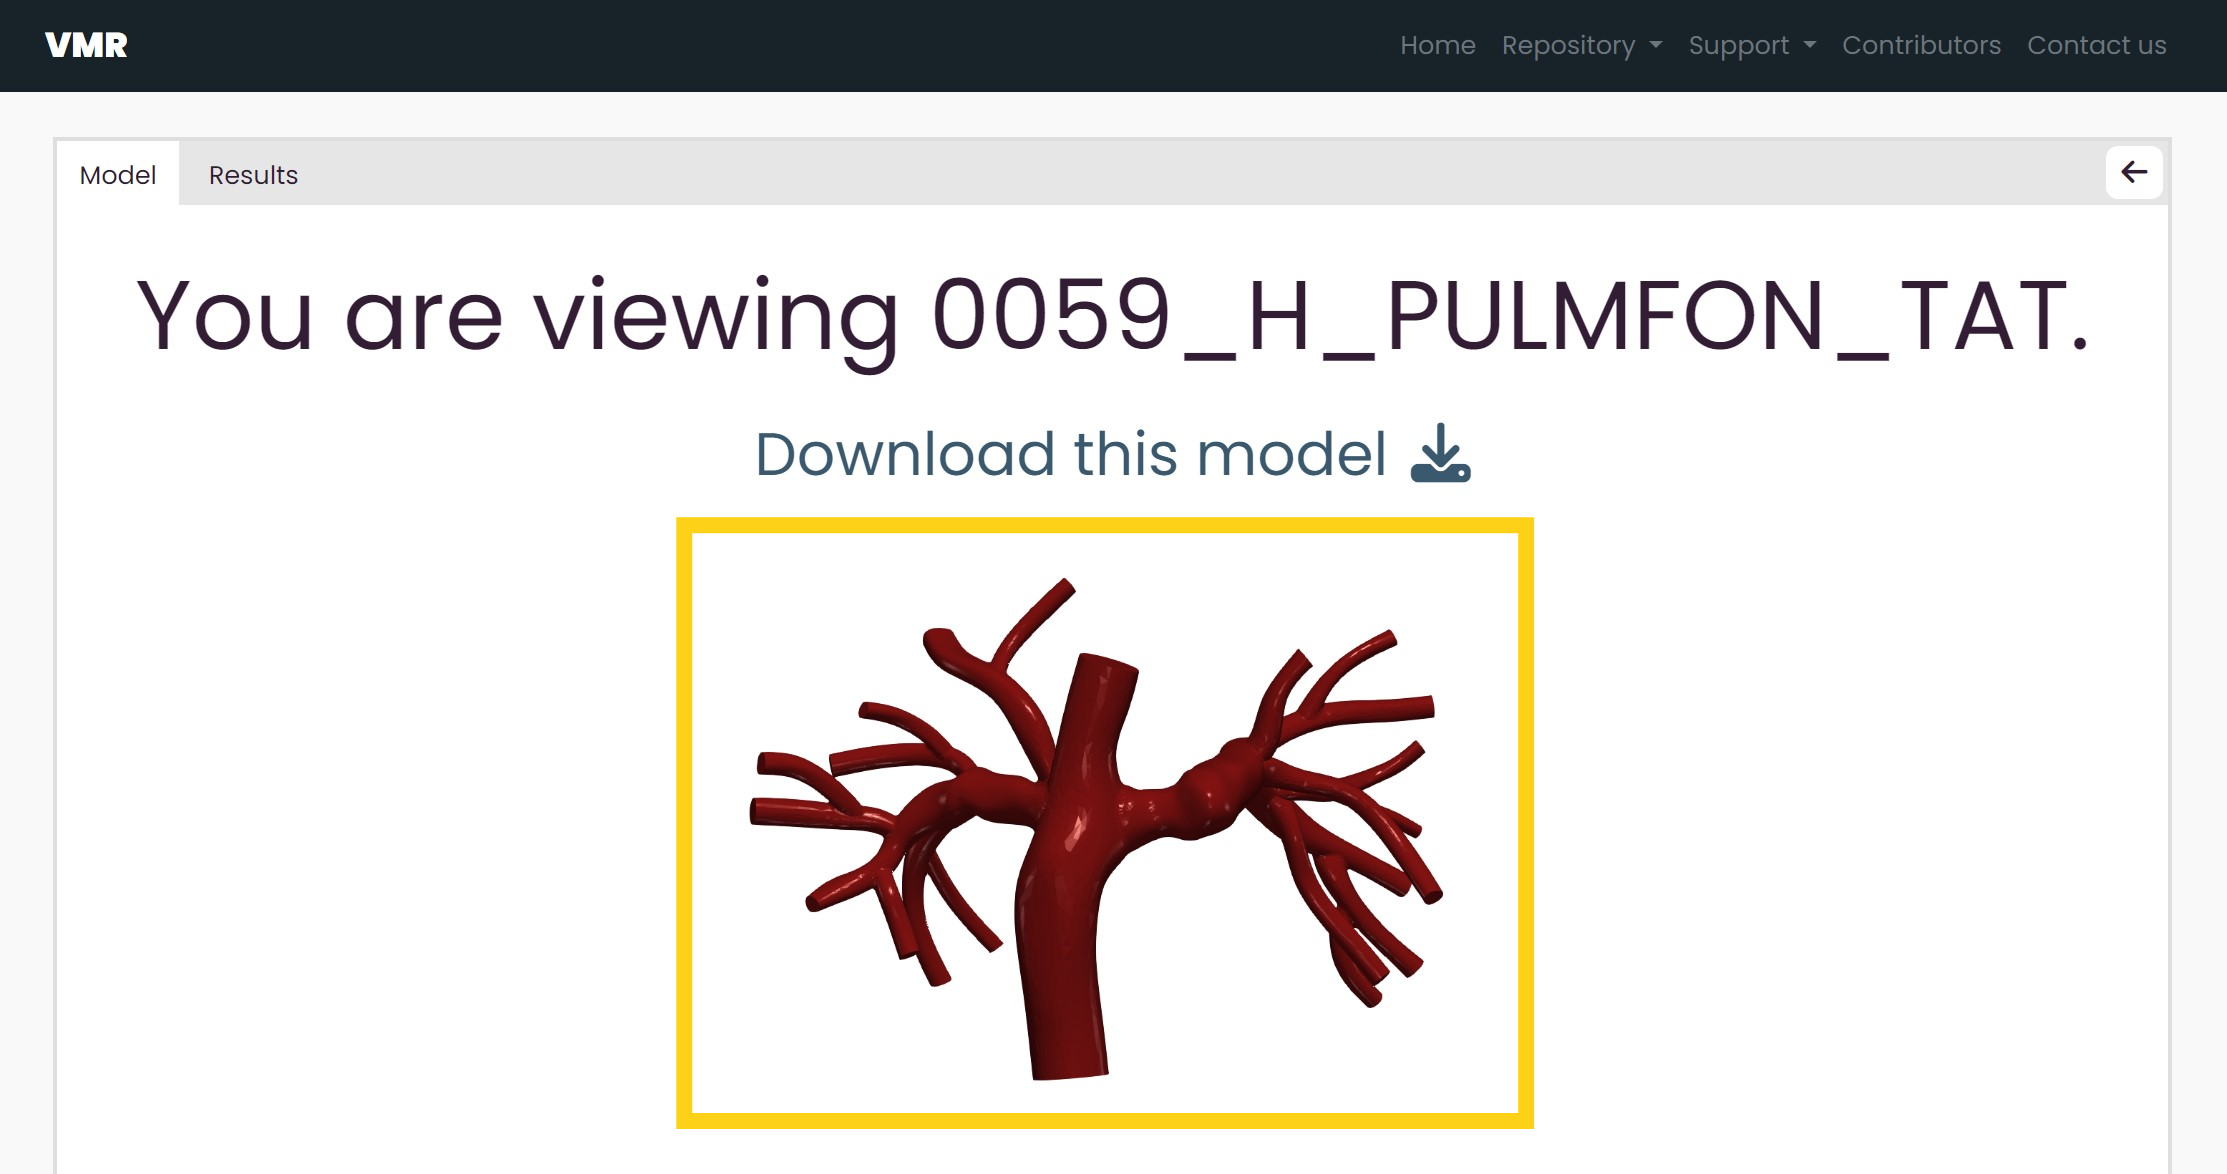 VMR
Home Repository Support Contributors Contact us
Model Results
You are viewing 0059_H_PULMFON_TAT.
Download this model